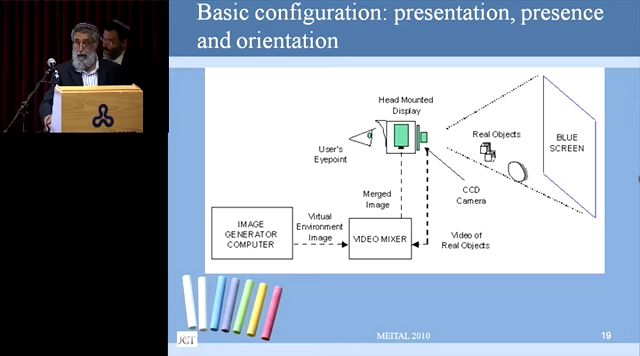 Basic configuration: presentation, presence
and orientation
Head Mounted
Display
User's
Eyepoint
Real Objects
BLUE
SCREEN
CCD
Camera
Merged
Image
IMAGE
GENERATOR
COMPUTER
Virtual
Environment
Image
VIDEO MIXER
Video of
Real Objects
JCT
MEITAL 2010
19